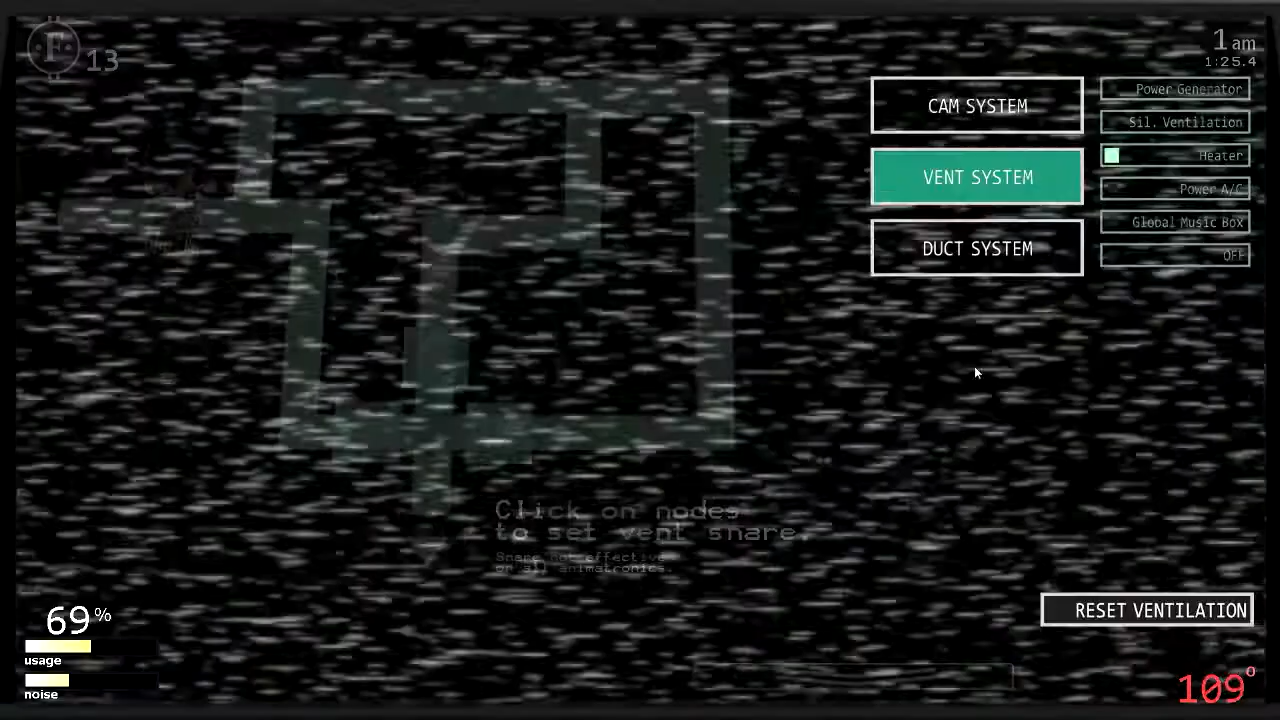 F 13
1 am
1:25.4
CAM SYSTEM
VENT SYSTEM
DUCT SYSTEM
Power Generator
Sil. Ventilation
Heater
Power A/C
Global Music Box
OFF
Click on nodes
to set vent snare.
Snare not effective
on all animatronics.
RESET VENTILATION
69%
usage
noise
109°